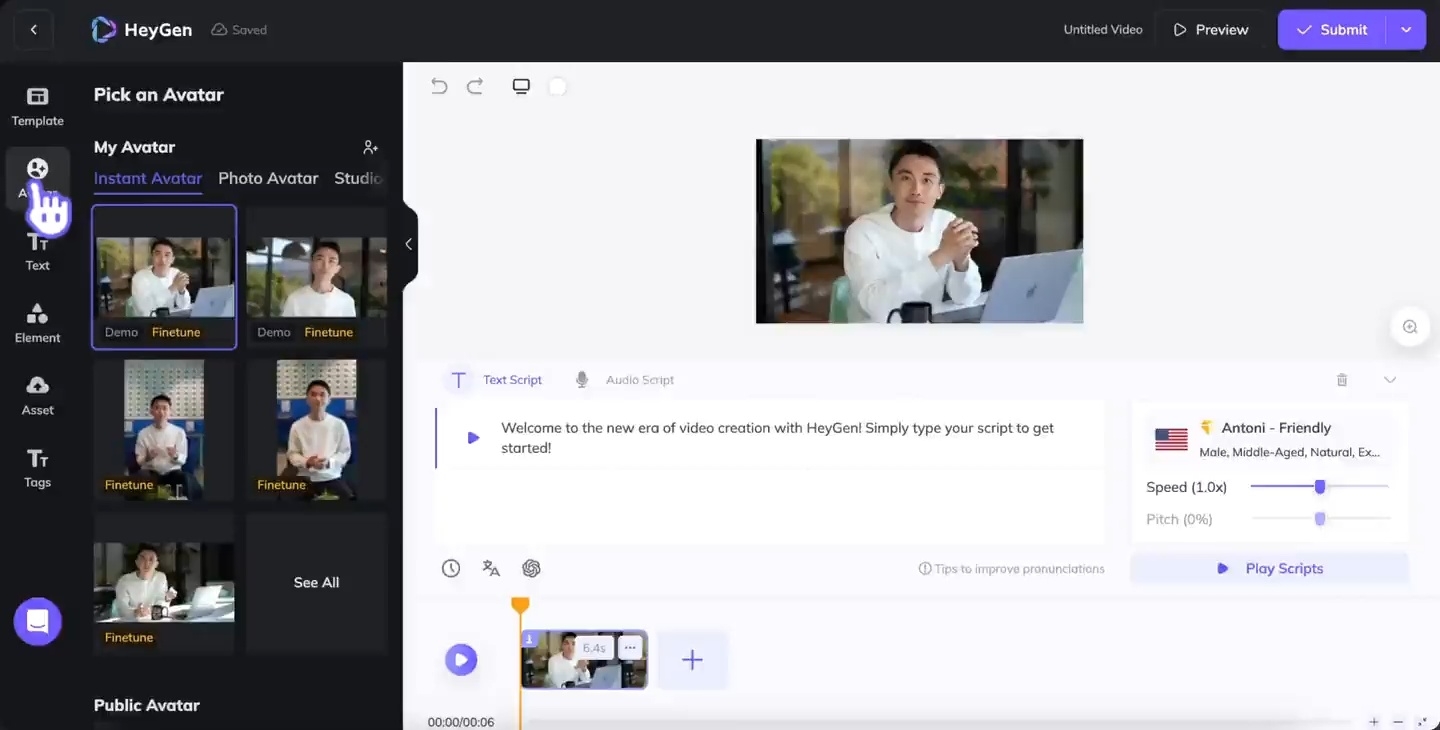 HeyGen
Saved
Untitled Video
Preview
Submit
Template
Text
Element
Asset
Tags
Pick an Avatar
My Avatar
Instant Avatar
Photo Avatar
Studio
Demo
Finetune
Demo
Finetune
Finetune
Finetune
Finetune
See All
Public Avatar
Text Script
Audio Script
Welcome to the new era of video creation with HeyGen! Simply type your script to get
started!
Tips to improve pronunciations
Antoni - Friendly
Male, Middle-Aged, Natural, Ex...
Speed (1.0x)
Pitch (0%)
Play Scripts
1
6.4s
00:00/00:06